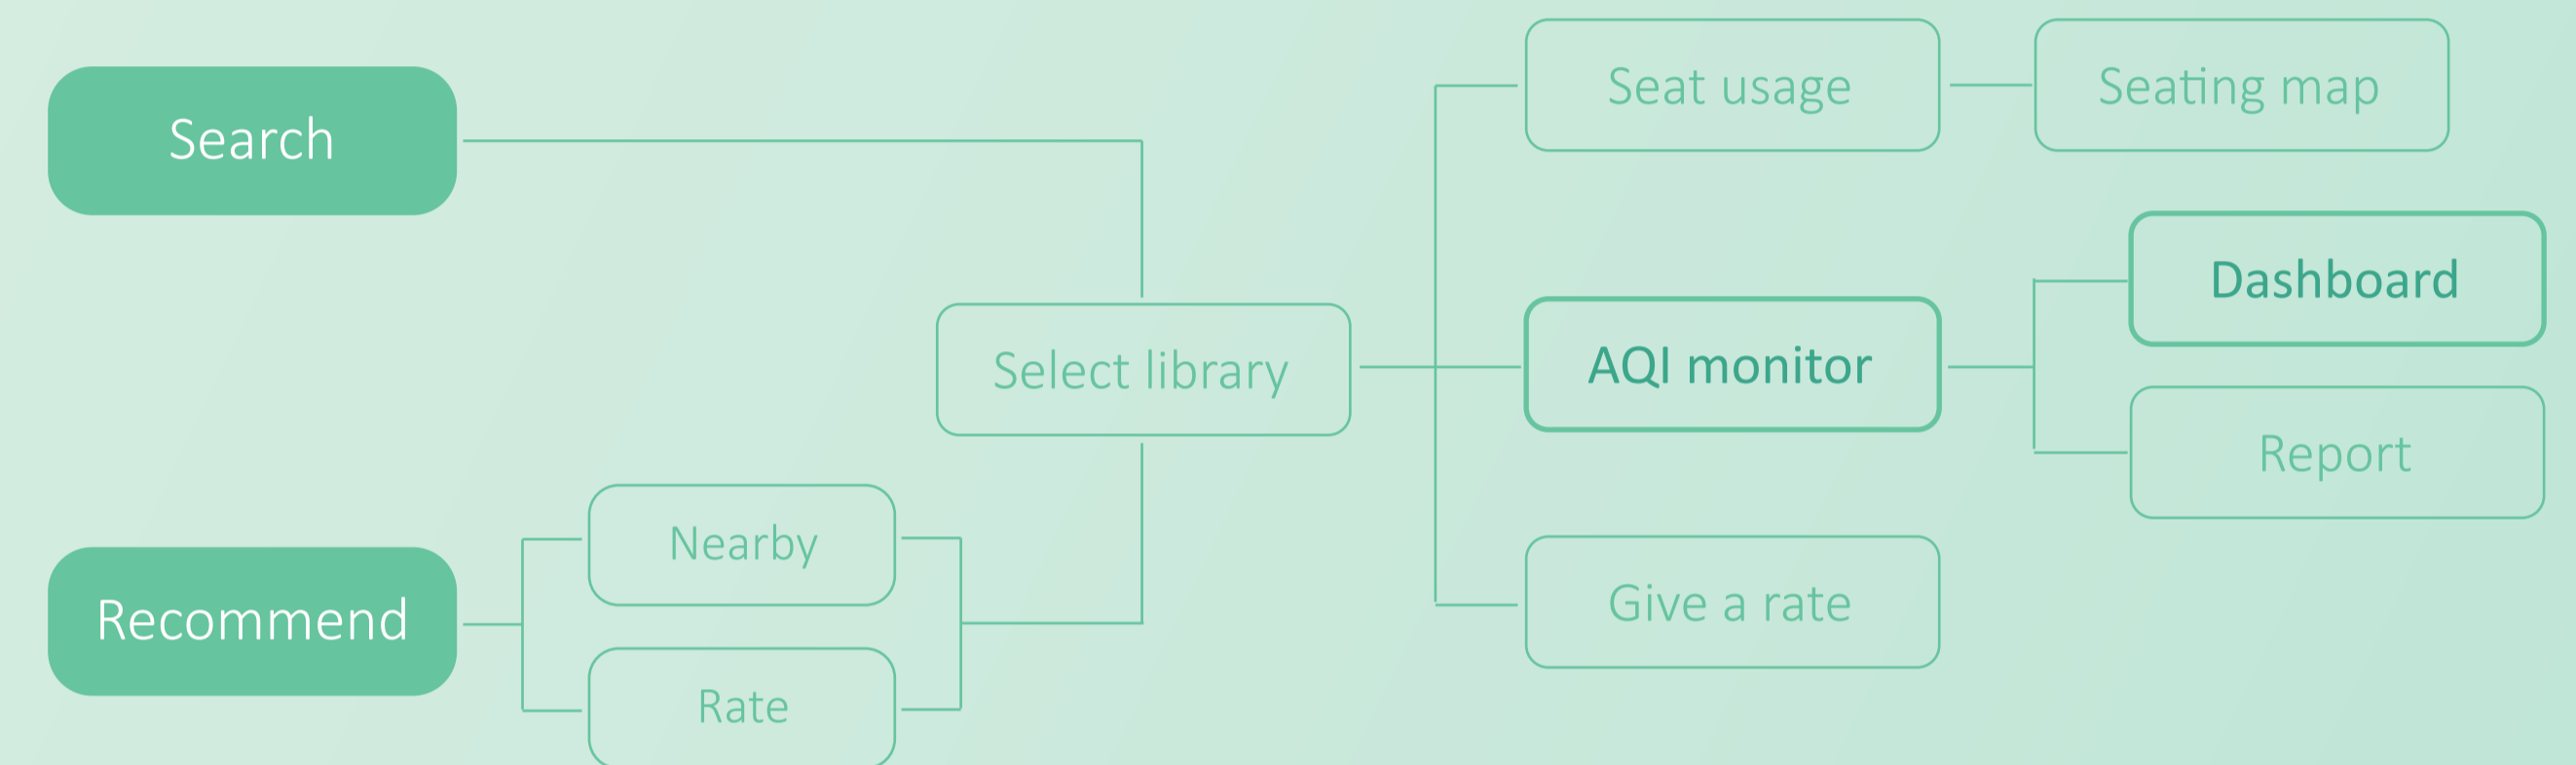 Search
Recommend
Nearby
Rate
Select library
Seat usage
Seating map
AQI monitor
Dashboard
Report
Give a rate